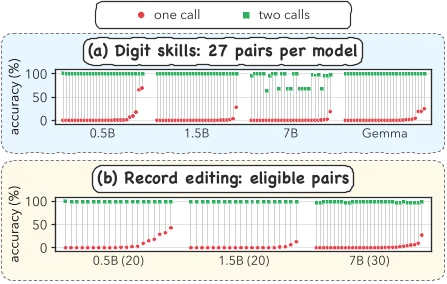 one call two calls
(a) Digit skills: 27 pairs per model
accuracy (%)
100
50
0
0.5B 1.5B 7B Gemma
(b) Record editing: eligible pairs
accuracy (%)
100
50
0
0.5B (20) 1.5B (20) 7B (30)